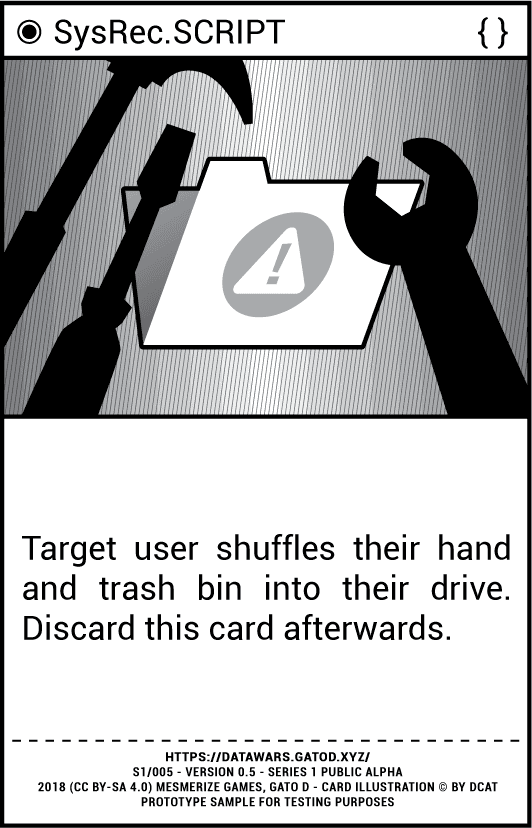 SysRec.SCRIPT { }
!
Target user shuffles their hand
and trash bin into their drive.
Discard this card afterwards.
HTTPS://DATAWARS.GATOD.XYZ/
S1/005 - VERSION 0.5 - SERIES 1 PUBLIC ALPHA
2018 (CC BY-SA 4.0) MESMERIZE GAMES, GATO D - CARD ILLUSTRATION © BY DCAT
PROTOTYPE SAMPLE FOR TESTING PURPOSES